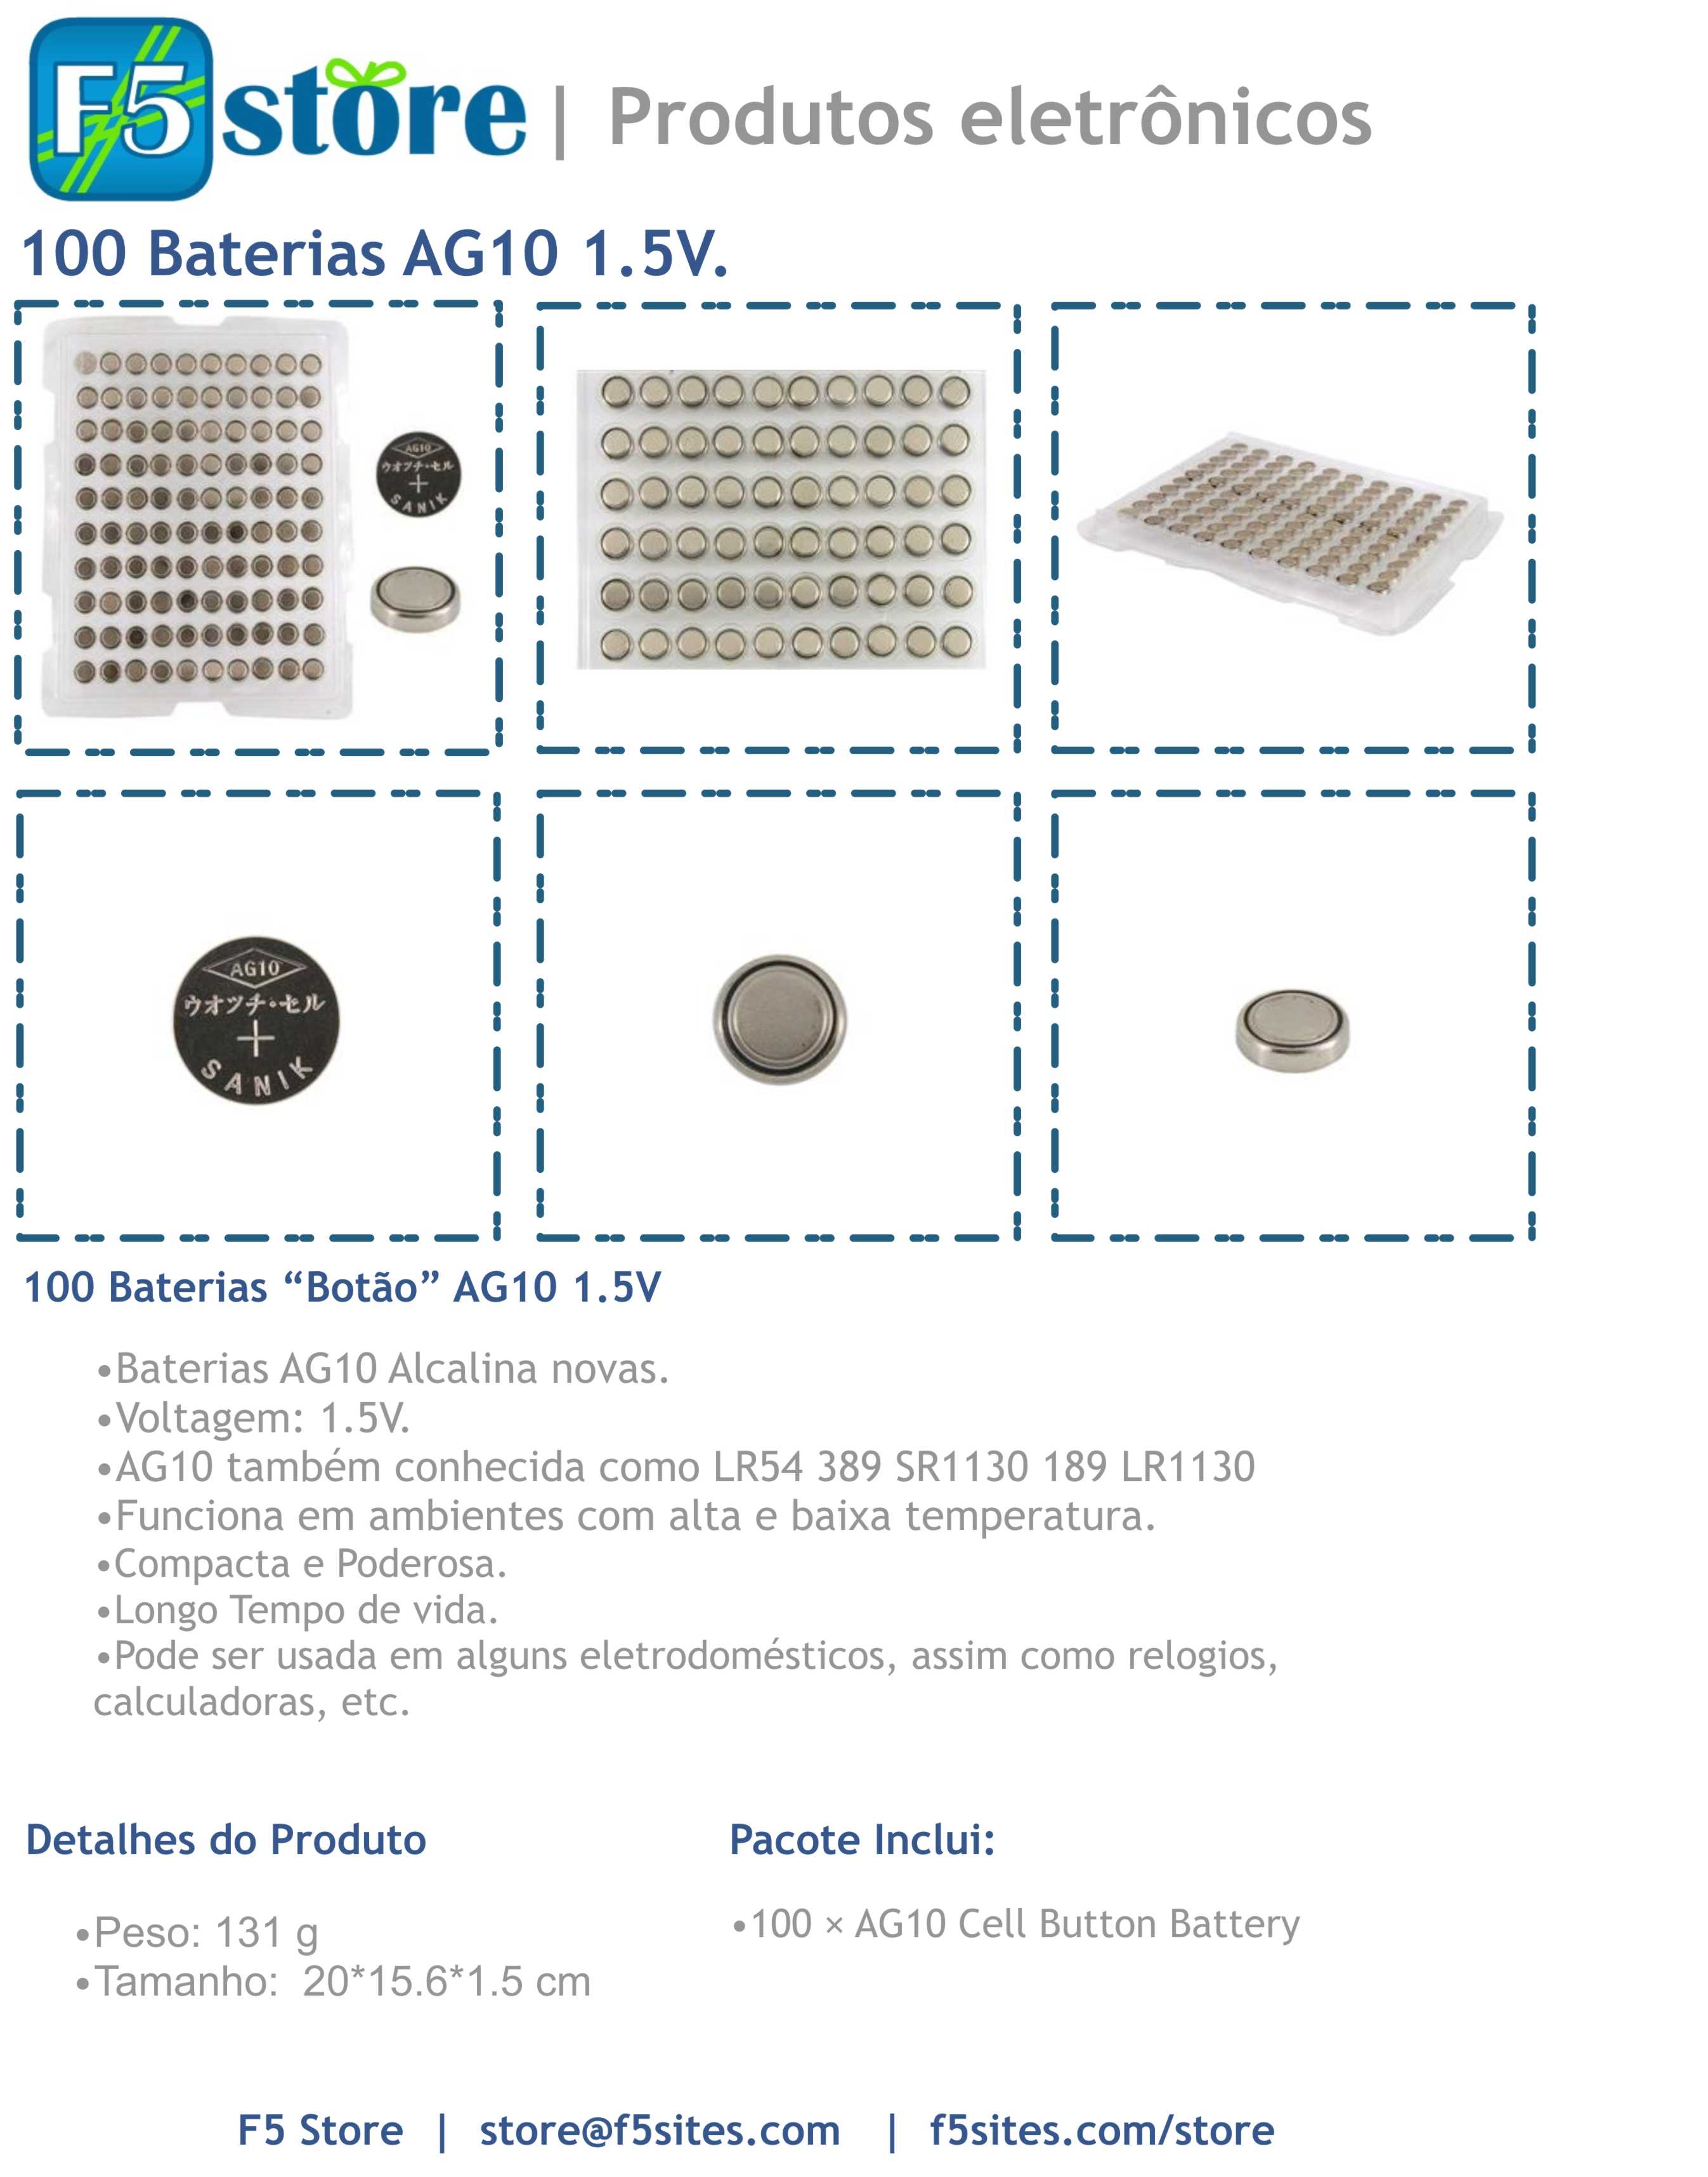 F5 store | Produtos eletrônicos
100 Baterias AG10 1.5V.
AG10
ウオツチ・セル
+
SANIK
AG10
ウオツチ・セル
+
SANIK
100 Baterias “Botão” AG10 1.5V
•Baterias AG10 Alcalina novas.
•Voltagem: 1.5V.
•AG10 também conhecida como LR54 389 SR1130 189 LR1130
•Funciona em ambientes com alta e baixa temperatura.
•Compacta e Poderosa.
•Longo Tempo de vida.
•Pode ser usada em alguns eletrodomésticos, assim como relogios,
calculadoras, etc.
Detalhes do Produto
•Peso: 131 g
•Tamanho: 20*15.6*1.5 cm
Pacote Inclui:
•100 × AG10 Cell Button Battery
F5 Store | store@f5sites.com | f5sites.com/store